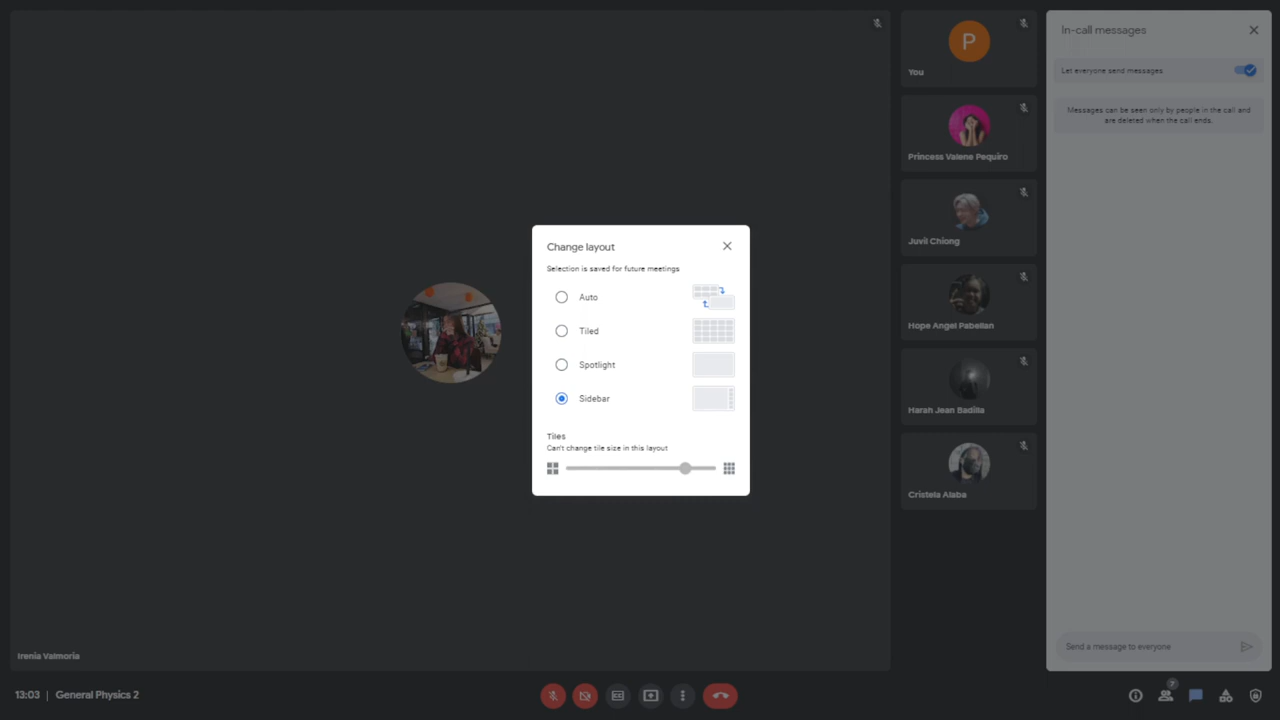 P
You
Princess Valene Pequiro
Juvil Chiong
Hope Angel Pabellan
Harah Jean Badilla
Cristela Alaba
Irenia Valmoria
In-call messages
Let everyone send messages
Messages can be seen only by people in the call and
are deleted when the call ends.
Send a message to everyone
Change layout
Selection is saved for future meetings
Auto
Tiled
Spotlight
Sidebar
Tiles
Can't change tile size in this layout
13:03 | General Physics 2
7